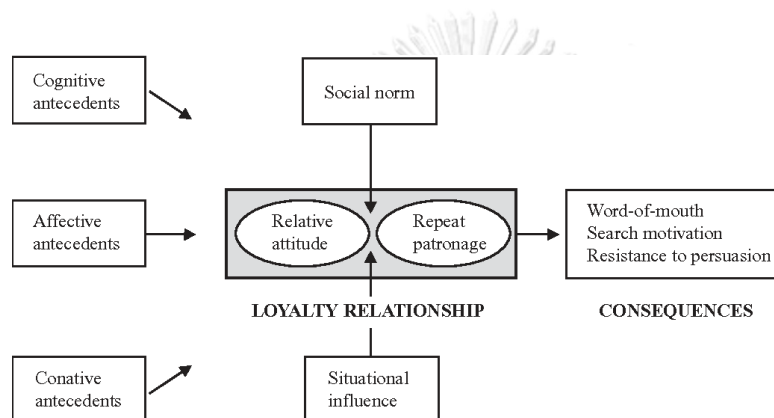 Cognitive
antecedents
Social norm
Affective
antecedents
Relative
attitude
Repeat
patronage
Word-of-mouth
Search motivation
Resistance to persuasion
LOYALTY RELATIONSHIP
CONSEQUENCES
Conative
antecedents
Situational
influence